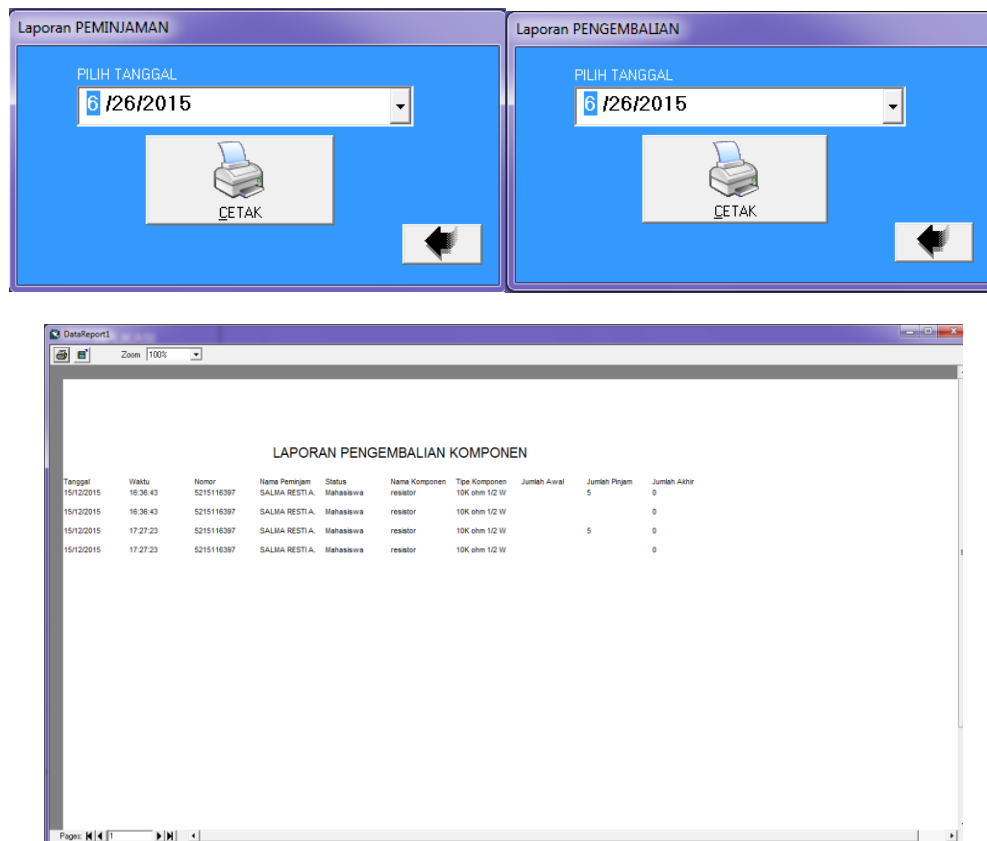 Laporan PEMINJAMAN
PILIH TANGGAL
6 /26/2015
CETAK
Laporan PENGEMBALIAN
PILIH TANGGAL
6 /26/2015
CETAK
DataReport1
Zoom 100%
LAPORAN PENGEMBALIAN KOMPONEN
Tanggal Waktu Nomor Nama Peminjam Status Nama Komponen Tipe Komponen Jumlah Awal Jumlah Pinjam Jumlah Akhir
15/12/2015 16:36:43 5215116397 SALMA RESTI A. Mahasiswa resistor 10K ohm 1/2 W 5 0
15/12/2015 16:36:43 5215116397 SALMA RESTI A. Mahasiswa resistor 10K ohm 1/2 W 0
15/12/2015 17:27:23 5215116397 SALMA RESTI A. Mahasiswa resistor 10K ohm 1/2 W 5 0
15/12/2015 17:27:23 5215116397 SALMA RESTI A. Mahasiswa resistor 10K ohm 1/2 W 0
Pages: 1